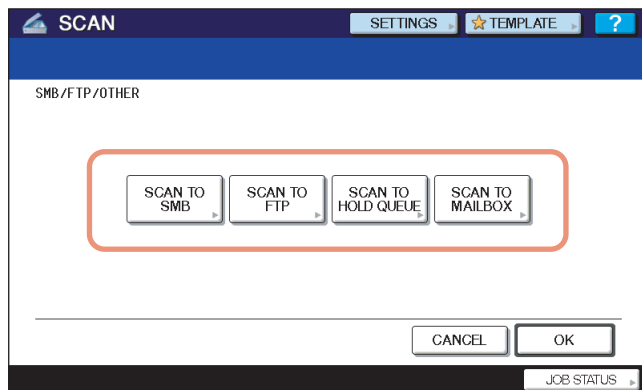 SCAN
SETTINGS
TEMPLATE
?
SMB/FTP/OTHER
SCAN TO
SMB
SCAN TO
FTP
SCAN TO
HOLD QUEUE
SCAN TO
MAILBOX
CANCEL
OK
JOB STATUS